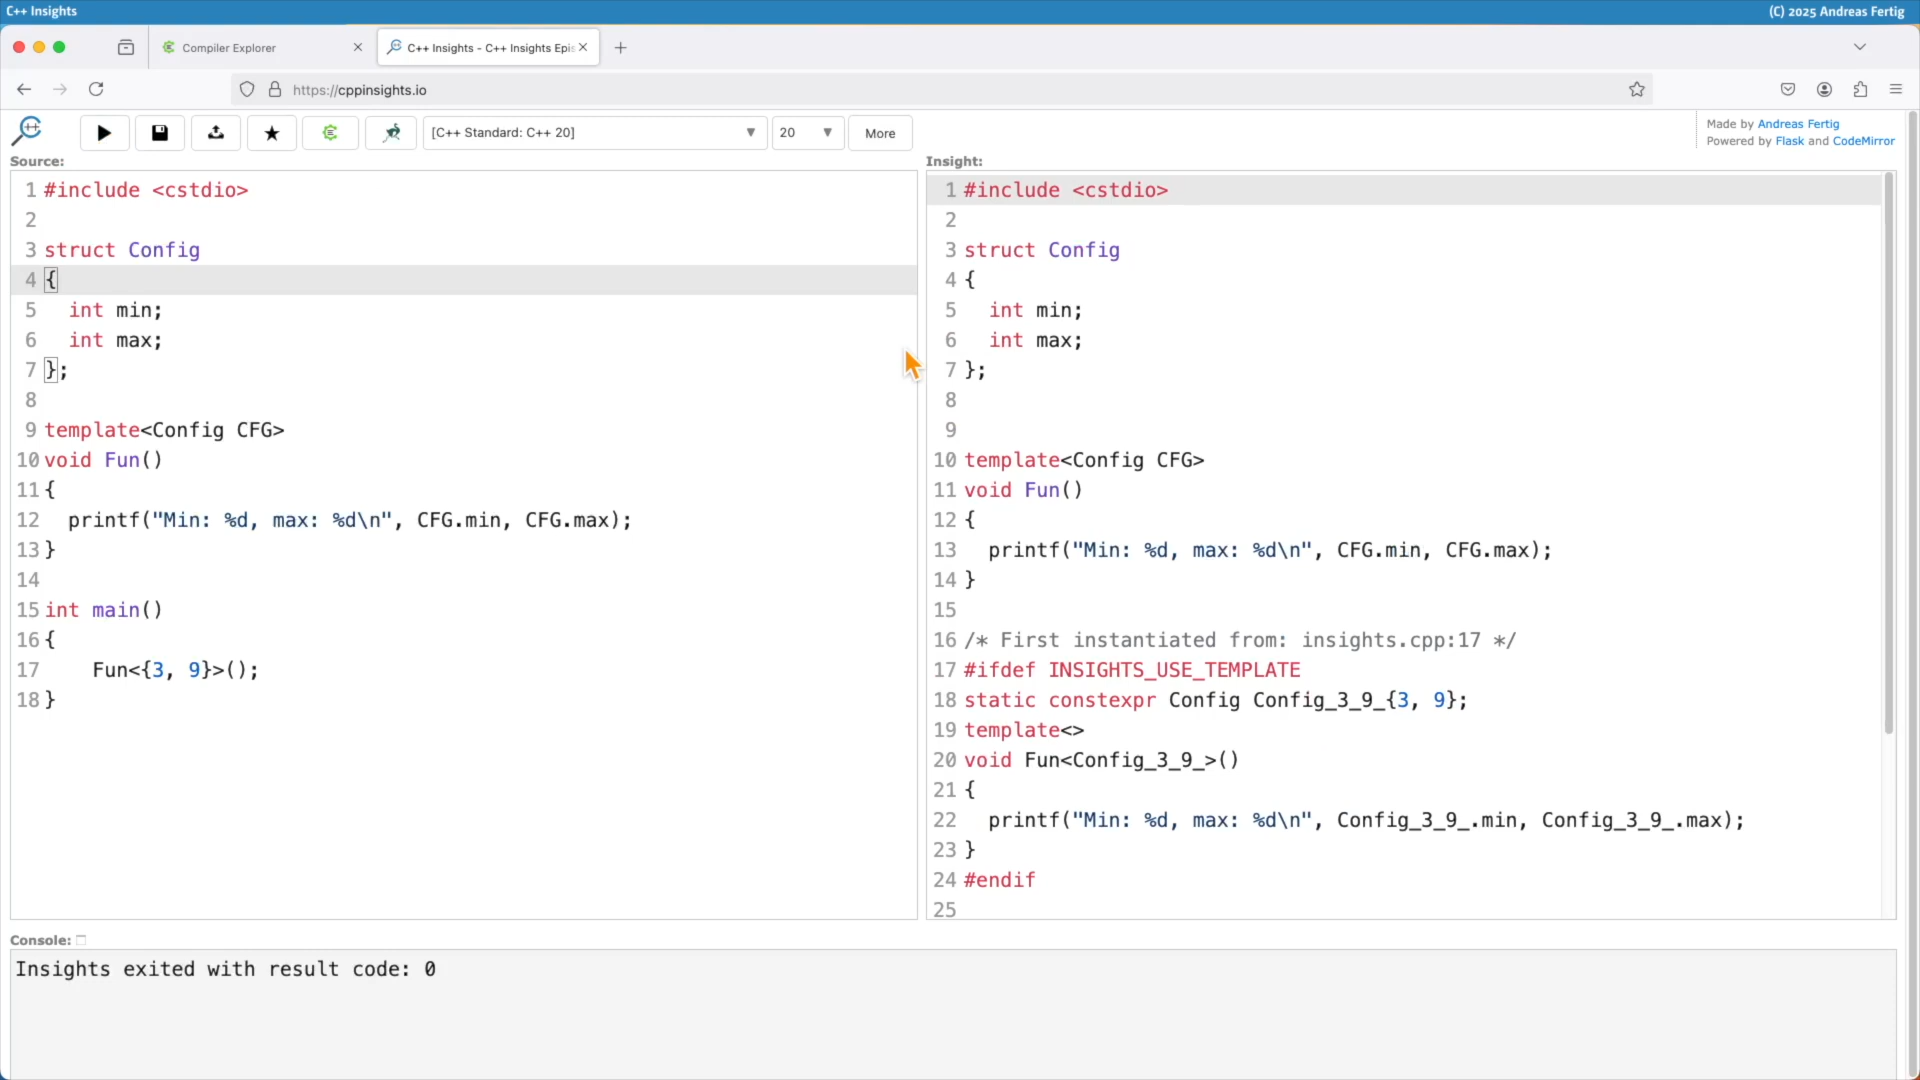 C++ Insights
(C) 2025 Andreas Fertig
Compiler Explorer
C++ Insights - C++ Insights Epis
https://cppinsights.io
[C++ Standard: C++ 20]
20
More
Made by Andreas Fertig
Powered by Flask and CodeMirror
Source:
1 #include <cstdio>
2
3 struct Config
4 {
5   int min;
6   int max;
7 };
8
9 template<Config CFG>
10 void Fun()
11 {
12   printf("Min: %d, max: %d\n", CFG.min, CFG.max);
13 }
14
15 int main()
16 {
17     Fun<{3, 9}>();
18 }
Insight:
1 #include <cstdio>
2
3 struct Config
4 {
5   int min;
6   int max;
7 };
8
9
10 template<Config CFG>
11 void Fun()
12 {
13   printf("Min: %d, max: %d\n", CFG.min, CFG.max);
14 }
15
16 /* First instantiated from: insights.cpp:17 */
17 #ifdef INSIGHTS_USE_TEMPLATE
18 static constexpr Config Config_3_9_{3, 9};
19 template<>
20 void Fun<Config_3_9_>()
21 {
22   printf("Min: %d, max: %d\n", Config_3_9_.min, Config_3_9_.max);
23 }
24 #endif
25
Console:
Insights exited with result code: 0